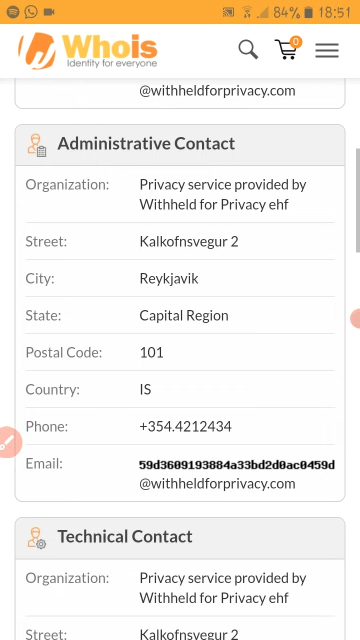 84% 18:51
Whois
Identity for everyone
0
@withheldforprivacy.com
Administrative Contact
Organization: Privacy service provided by
Withheld for Privacy ehf
Street: Kalkofnsvegur 2
City: Reykjavik
State: Capital Region
Postal Code: 101
Country: IS
Phone: +354.4212434
Email: 59d3609193884a33bd2d0ac0459d
@withheldforprivacy.com
Technical Contact
Organization: Privacy service provided by
Withheld for Privacy ehf
Street: Kalkofnsvegur 2